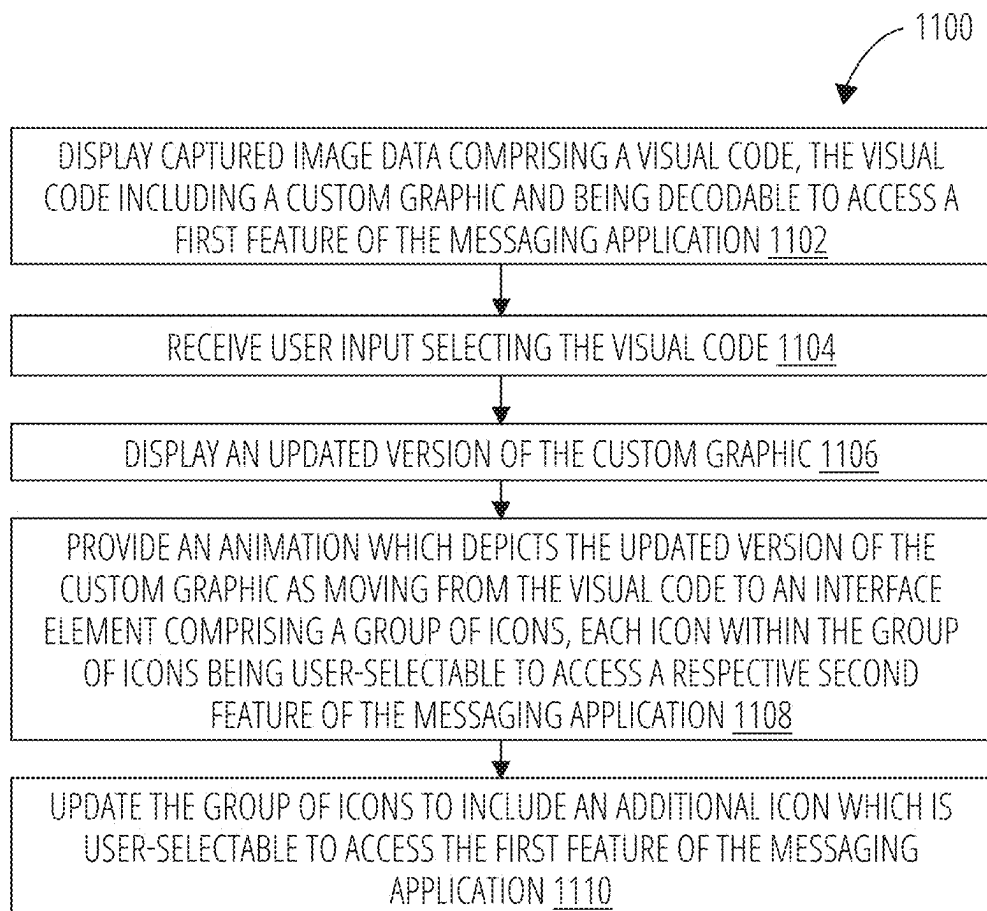 1100
DISPLAY CAPTURED IMAGE DATA COMPRISING A VISUAL CODE, THE VISUAL
CODE INCLUDING A CUSTOM GRAPHIC AND BEING DECODABLE TO ACCESS A
FIRST FEATURE OF THE MESSAGING APPLICATION 1102
RECEIVE USER INPUT SELECTING THE VISUAL CODE 1104
DISPLAY AN UPDATED VERSION OF THE CUSTOM GRAPHIC 1106
PROVIDE AN ANIMATION WHICH DEPICTS THE UPDATED VERSION OF THE
CUSTOM GRAPHIC AS MOVING FROM THE VISUAL CODE TO AN INTERFACE
ELEMENT COMPRISING A GROUP OF ICONS, EACH ICON WITHIN THE GROUP
OF ICONS BEING USER-SELECTABLE TO ACCESS A RESPECTIVE SECOND
FEATURE OF THE MESSAGING APPLICATION 1108
UPDATE THE GROUP OF ICONS TO INCLUDE AN ADDITIONAL ICON WHICH IS
USER-SELECTABLE TO ACCESS THE FIRST FEATURE OF THE MESSAGING
APPLICATION 1110